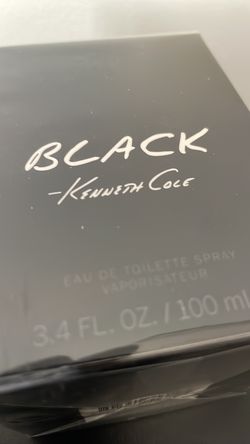 BLACK
-KENNETH COLE
EAU DE TOILETTE SPRAY
VAPORISATEUR
3.4 FL. OZ. / 100 ml